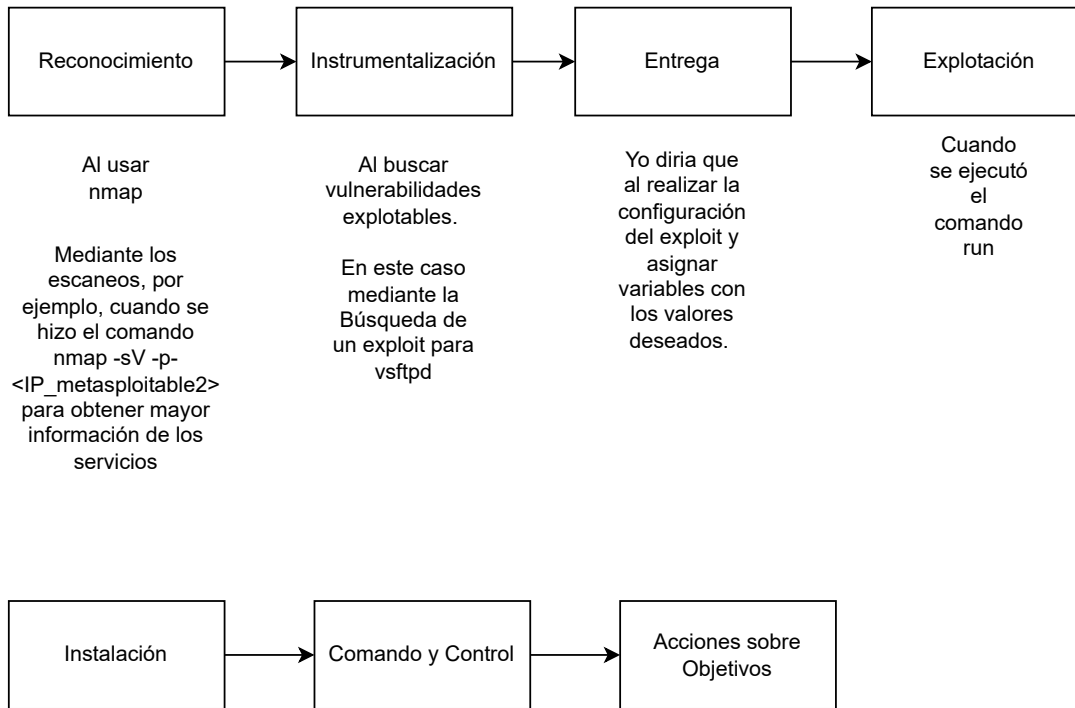 Reconocimiento
Instrumentalización
Entrega
Explotación
Al usar
nmap
Mediante los
escaneos, por
ejemplo, cuando se
hizo el comando
nmap -sV -p-
<IP_metasploitable2>
para obtener mayor
información de los
servicios
Al buscar
vulnerabilidades
explotables.
En este caso
mediante la
Búsqueda de
un exploit para
vsftpd
Yo diria que
al realizar la
configuración
del exploit y
asignar
variables con
los valores
deseados.
Cuando
se ejecutó
el
comando
run
Instalación
Comando y Control
Acciones sobre
Objetivos